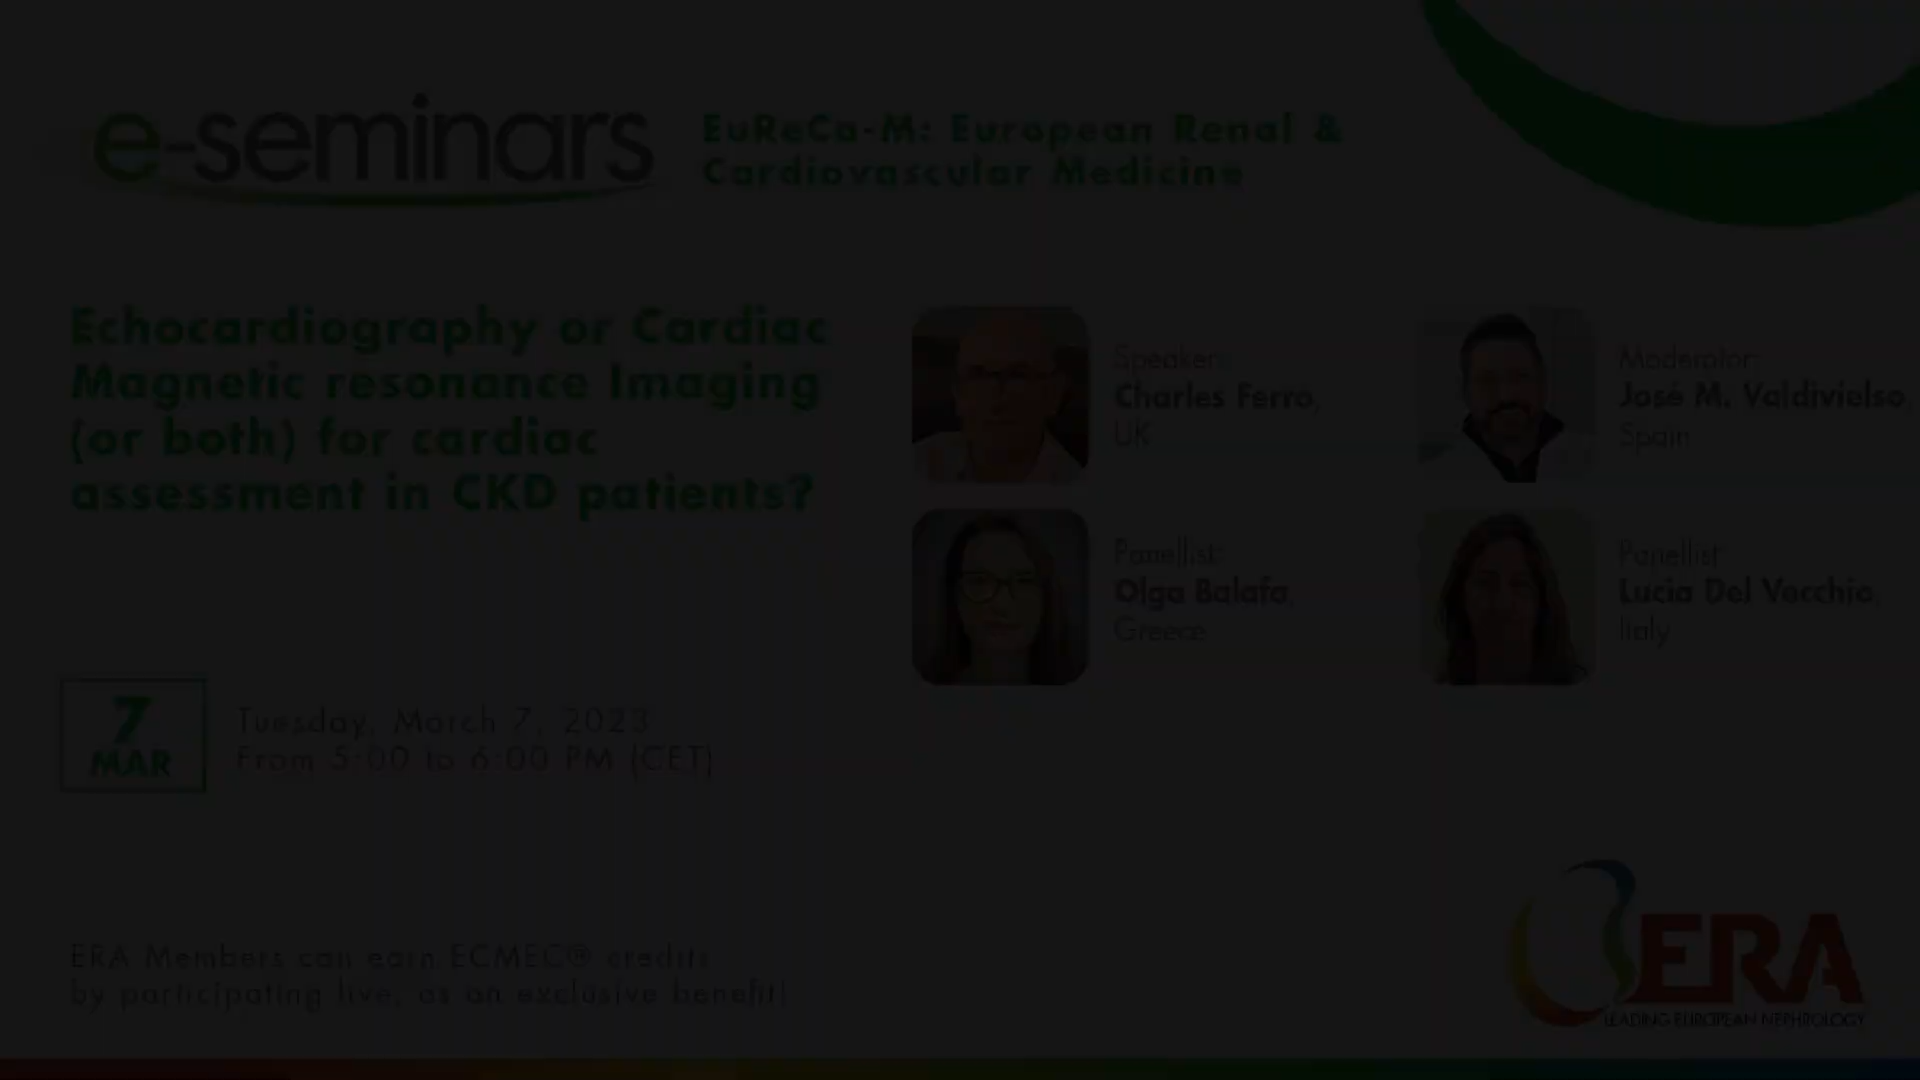 e-seminars
EuReCa-M: European Renal &
Cardiovascular Medicine
Echocardiography or Cardiac
Magnetic resonance Imaging
(or both) for cardiac
assessment in CKD patients?
Speaker:
Charles Ferro,
UK
Moderator:
José M. Valdivielso,
Spain
Panellist:
Olga Balafa,
Greece
Panellist:
Lucia Del Vecchio,
Italy
7
MAR
Tuesday, March 7, 2023
From 5:00 to 6:00 PM (CET)
ERA Members can earn ECMEC® credits
by participating live, as an exclusive benefit!
ERA
LEADING EUROPEAN NEPHROLOGY